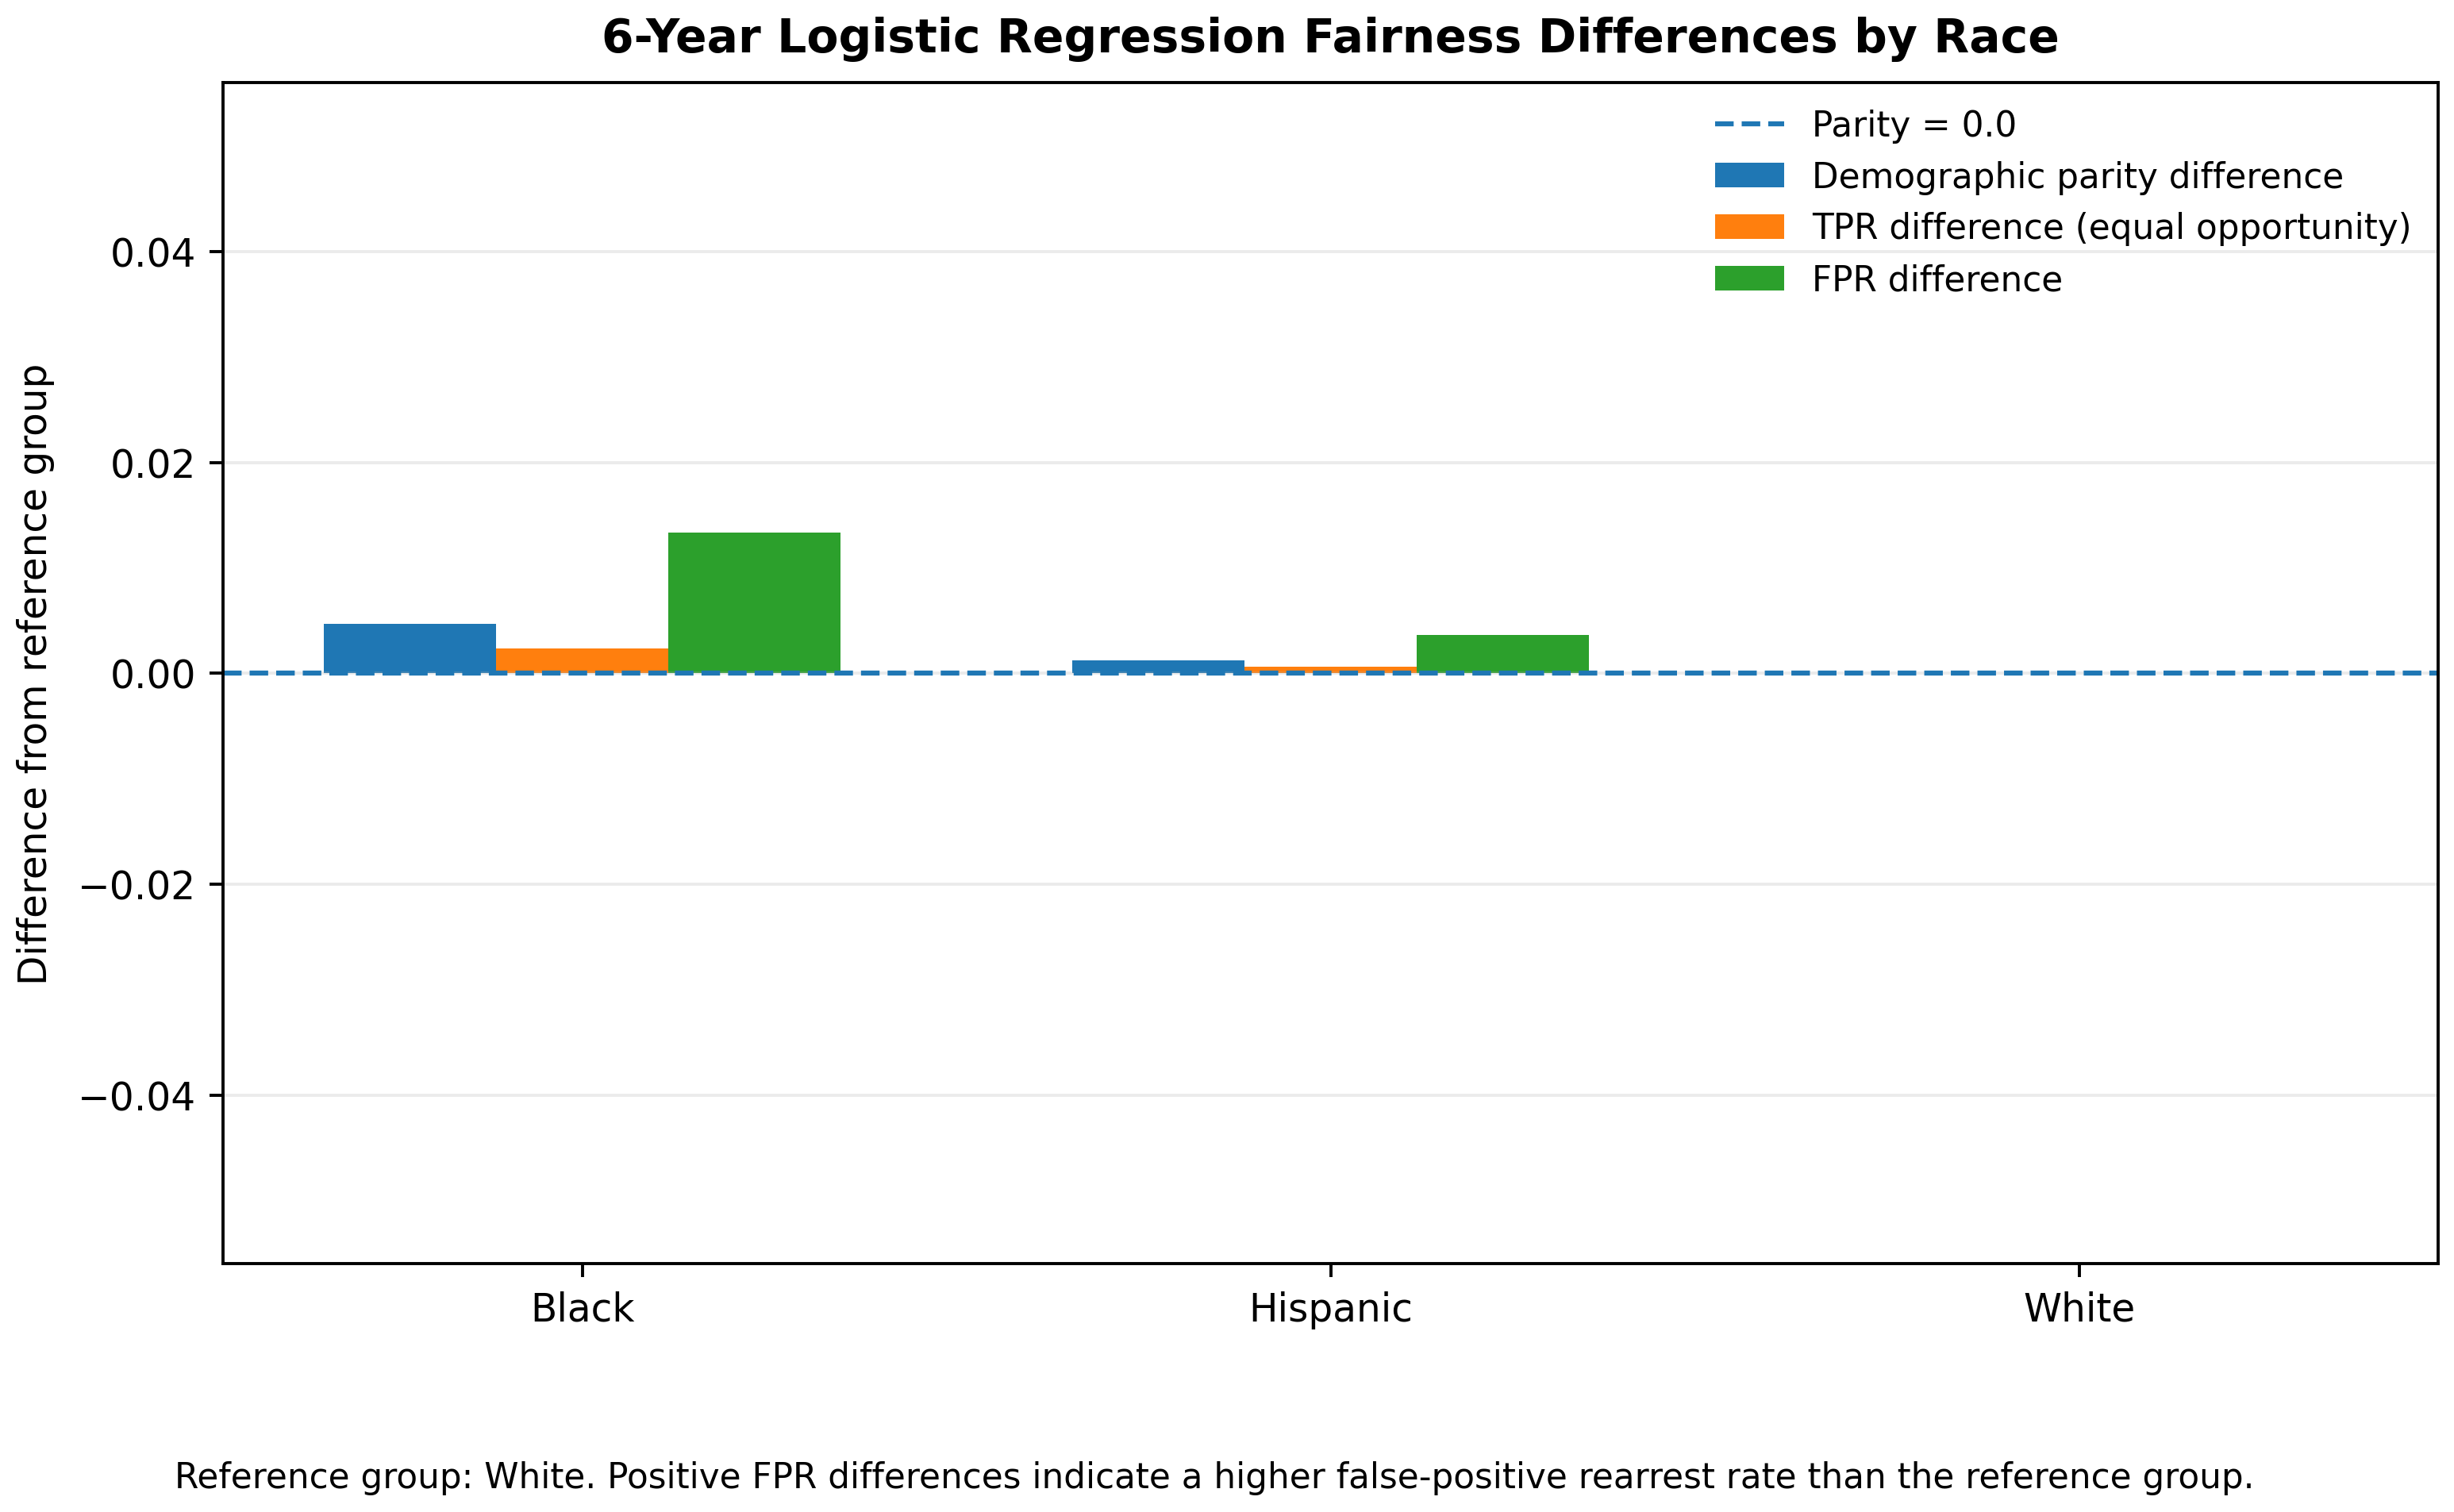 6-Year Logistic Regression Fairness Differences by Race
Parity = 0.0
Demographic parity difference
TPR difference (equal opportunity)
FPR difference
Difference from reference group
0.04
0.02
0.00
−0.02
−0.04
Black
Hispanic
White
Reference group: White. Positive FPR differences indicate a higher false-positive rearrest rate than the reference group.